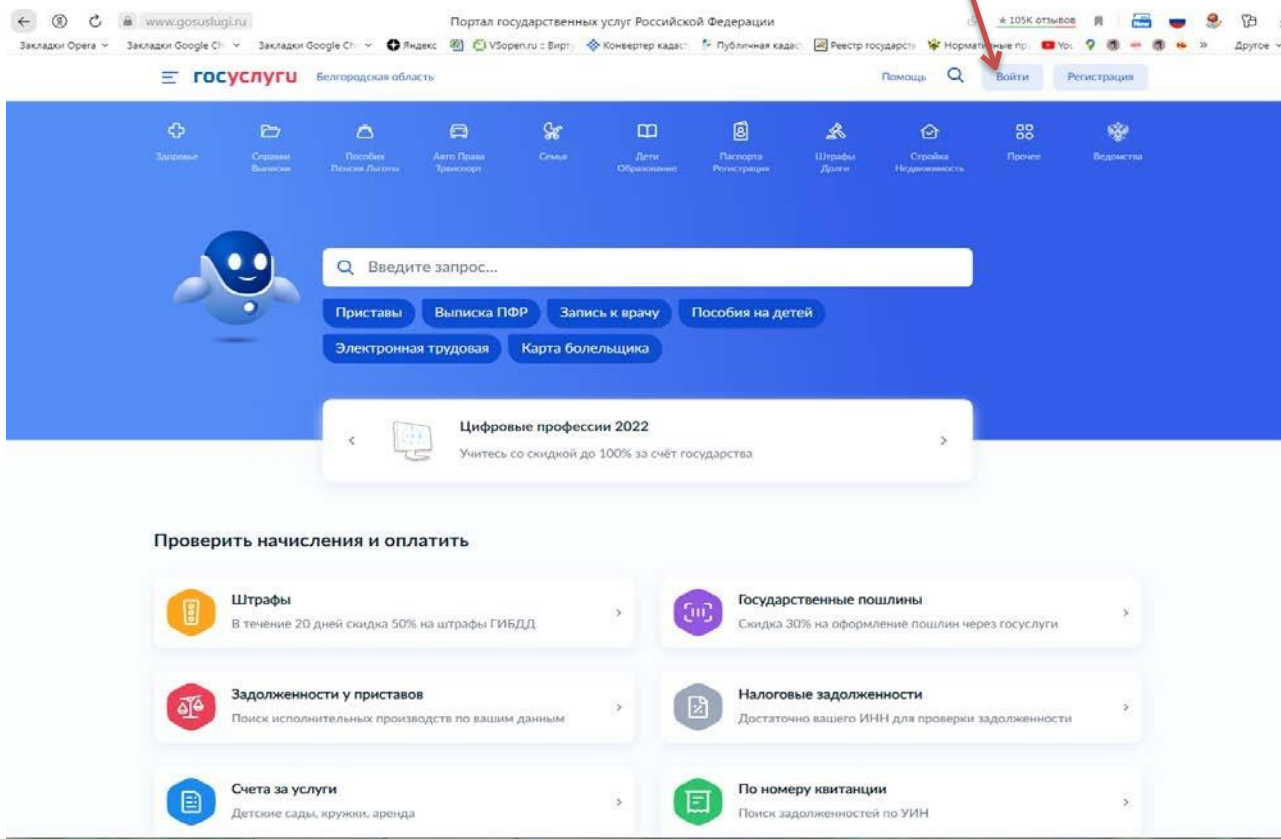 www.gosuslugi.ru Портал государственных услуг Российской Федерации ★ 105K отзывов
Закладки Opera Закладки Google Ch Закладки Google Ch Яндекс VSopen.ru :: Вирту Конвертер кадаст Публичная кадас Реестр государств Нормативные пр You » Другое
госуслуги Белгородская область Помощь Войти Регистрация
Здоровье Справки Выписки Пособия Пенсия Льготы Авто Права Транспорт Семья Дети Образование Паспорта Регистрация Штрафы Долги Стройка Недвижимость Прочее Ведомства
Введите запрос...
Приставы Выписка ПФР Запись к врачу Пособия на детей
Электронная трудовая Карта болельщика
Цифровые профессии 2022
Учитесь со скидкой до 100% за счёт государства
Проверить начисления и оплатить
Штрафы
В течение 20 дней скидка 50% на штрафы ГИБДД
Государственные пошлины
Скидка 30% на оформление пошлин через госуслуги
Задолженности у приставов
Поиск исполнительных производств по вашим данным
Налоговые задолженности
Достаточно вашего ИНН для проверки задолженности
Счета за услуги
Детские сады, кружки, аренда
По номеру квитанции
Поиск задолженностей по УИН